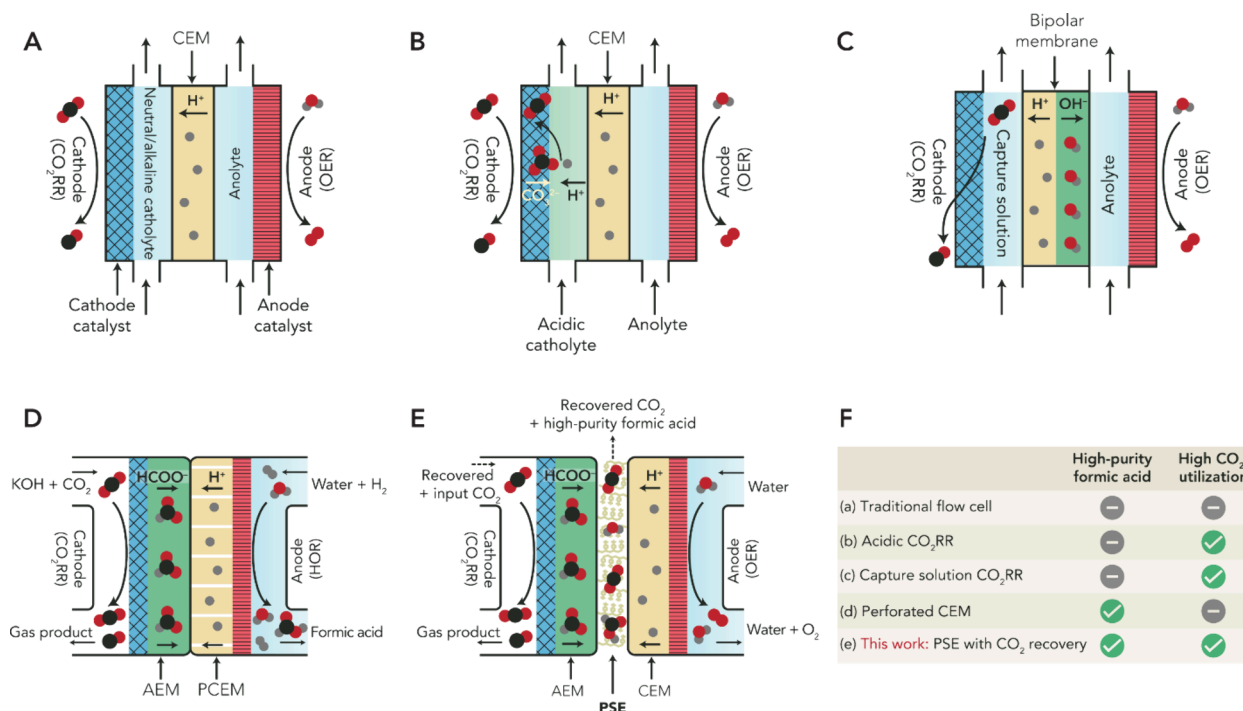 A
CEM
H⁺
Neutral/alkaline catholyte
Anolyte
Cathode
(CO₂RR)
Anode
(OER)
Cathode
catalyst
Anode
catalyst
B
CEM
H⁺
Cathode
(CO₂RR)
H⁺
Anode
(OER)
Acidic
catholyte
Anolyte
C
Bipolar
membrane
H⁺
OH⁻
Cathode
(CO₂RR)
Capture solution
Anolyte
Anode
(OER)
D
KOH + CO₂
HCOO⁻
H⁺
Water + H₂
Cathode
(CO₂RR)
Anode
(HOR)
Gas product
Formic acid
AEM
PCEM
E
Recovered CO₂
+ high-purity formic acid
Recovered
+ input CO₂
HCOO⁻
H⁺
Water
Cathode
(CO₂RR)
Anode
(OER)
Gas product
Water + O₂
AEM
PSE
CEM
F
High-purity
formic acid
High CO₂
utilization
(a) Traditional flow cell
(b) Acidic CO₂RR
(c) Capture solution CO₂RR
(d) Perforated CEM
(e) This work: PSE with CO₂ recovery